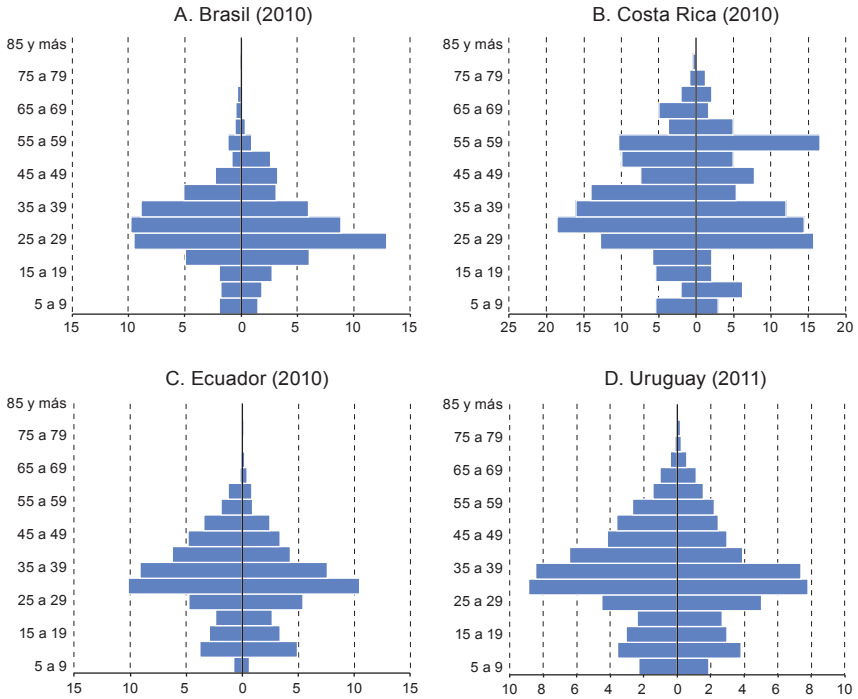 A. Brasil (2010)
85 y más
75 a 79
65 a 69
55 a 59
45 a 49
35 a 39
25 a 29
15 a 19
5 a 9
15 10 5 0 5 10 15
B. Costa Rica (2010)
85 y más
75 a 79
65 a 69
55 a 59
45 a 49
35 a 39
25 a 29
15 a 19
5 a 9
25 20 15 10 5 0 5 10 15 20
C. Ecuador (2010)
85 y más
75 a 79
65 a 69
55 a 59
45 a 49
35 a 39
25 a 29
15 a 19
5 a 9
15 10 5 0 5 10 15
D. Uruguay (2011)
85 y más
75 a 79
65 a 69
55 a 59
45 a 49
35 a 39
25 a 29
15 a 19
5 a 9
10 8 6 4 2 0 2 4 6 8 10